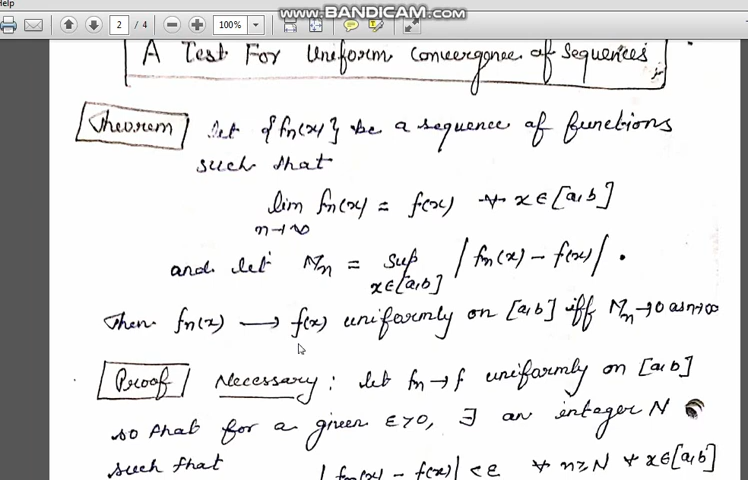 Help
WWW.BANDICAM.COM
2 / 4
100%
A Test For Uniform Convergence of Sequences
Theorem let {fn(x)} be a sequence of functions
such that
lim fn(x) = f(x) ∀ x ∈ [a,b]
n→∞
and let Mn = sup | fn(x) - f(x) | .
x∈[a,b]
Then fn(x) → f(x) uniformly on [a,b] iff Mn→0 as n→∞
Proof Necessary : let fn → f uniformly on [a,b]
so that for a given ε>0, ∃ an integer N
such that | fn(x) - f(x)| < ε ∀ n≥N ∀ x∈[a,b]